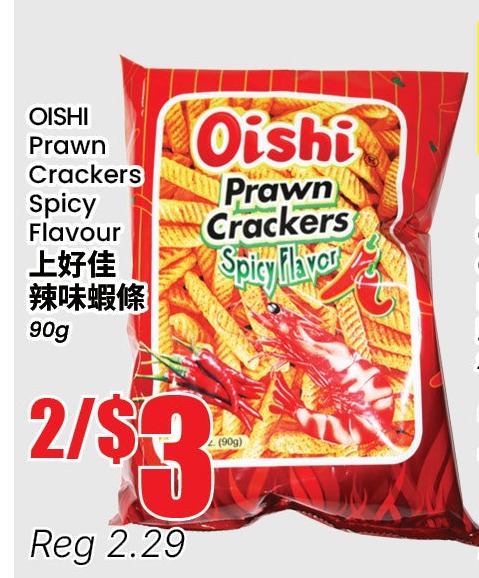 OISHI
Prawn
Crackers
Spicy
Flavour
上好佳
辣味蝦條
90g
2/$3
Reg 2.29
Oishi®
Prawn
Crackers
Spicy Flavor
Z. (90g)